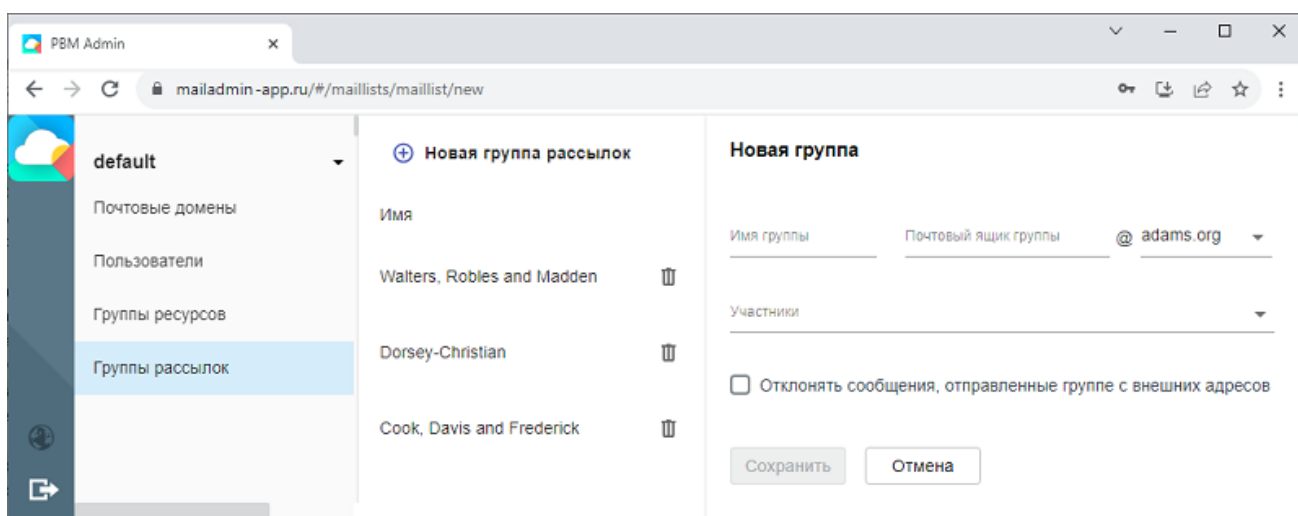 PBM Admin
mailadmin-app.ru/#/maillists/maillist/new
default
Почтовые домены
Пользователи
Группы ресурсов
Группы рассылок
Новая группа рассылок
Имя
Walters, Robles and Madden
Dorsey-Christian
Cook, Davis and Frederick
Новая группа
Имя группы Почтовый ящик группы @ adams.org
Участники
Отклонять сообщения, отправленные группе с внешних адресов
Сохранить Отмена